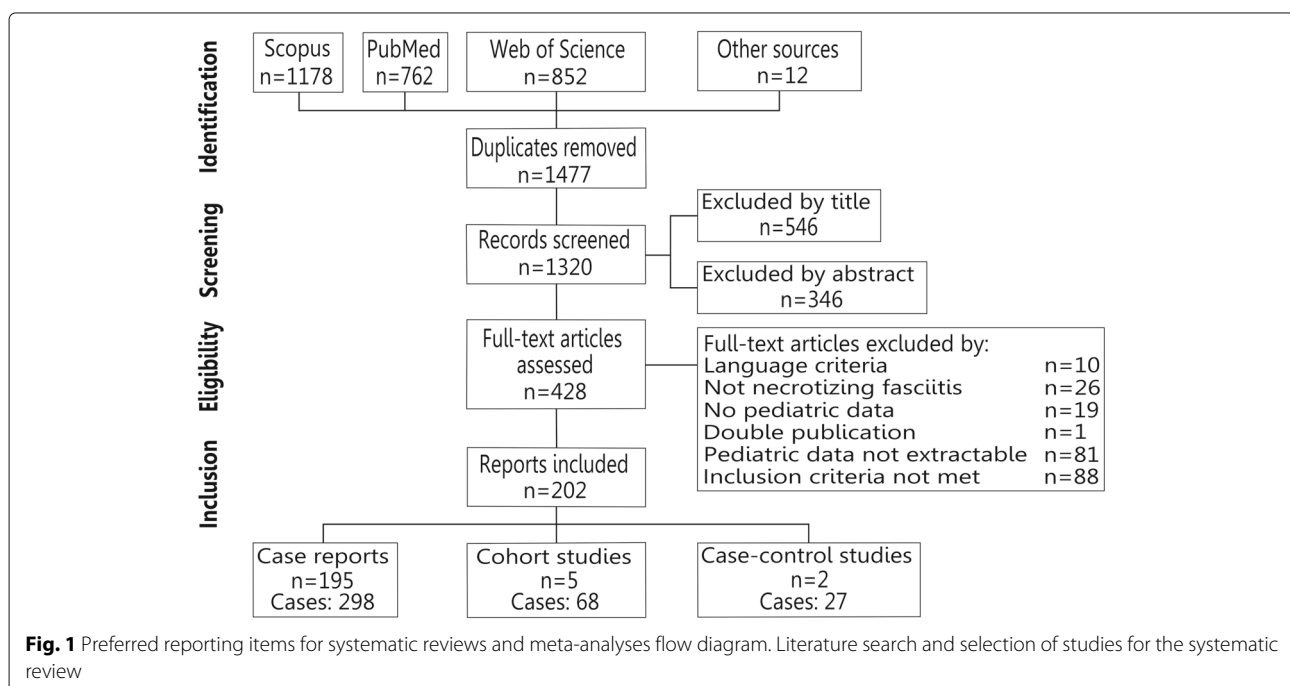 Identification
Scopus
n=1178
PubMed
n=762
Web of Science
n=852
Other sources
n=12
Duplicates removed
n=1477
Screening
Records screened
n=1320
Excluded by title
n=546
Excluded by abstract
n=346
Eligibility
Full-text articles
assessed
n=428
Full-text articles excluded by:
Language criteria n=10
Not necrotizing fasciitis n=26
No pediatric data n=19
Double publication n=1
Pediatric data not extractable n=81
Inclusion criteria not met n=88
Inclusion
Reports included
n=202
Case reports
n=195
Cases: 298
Cohort studies
n=5
Cases: 68
Case-control studies
n=2
Cases: 27
Fig. 1 Preferred reporting items for systematic reviews and meta-analyses flow diagram. Literature search and selection of studies for the systematic
review